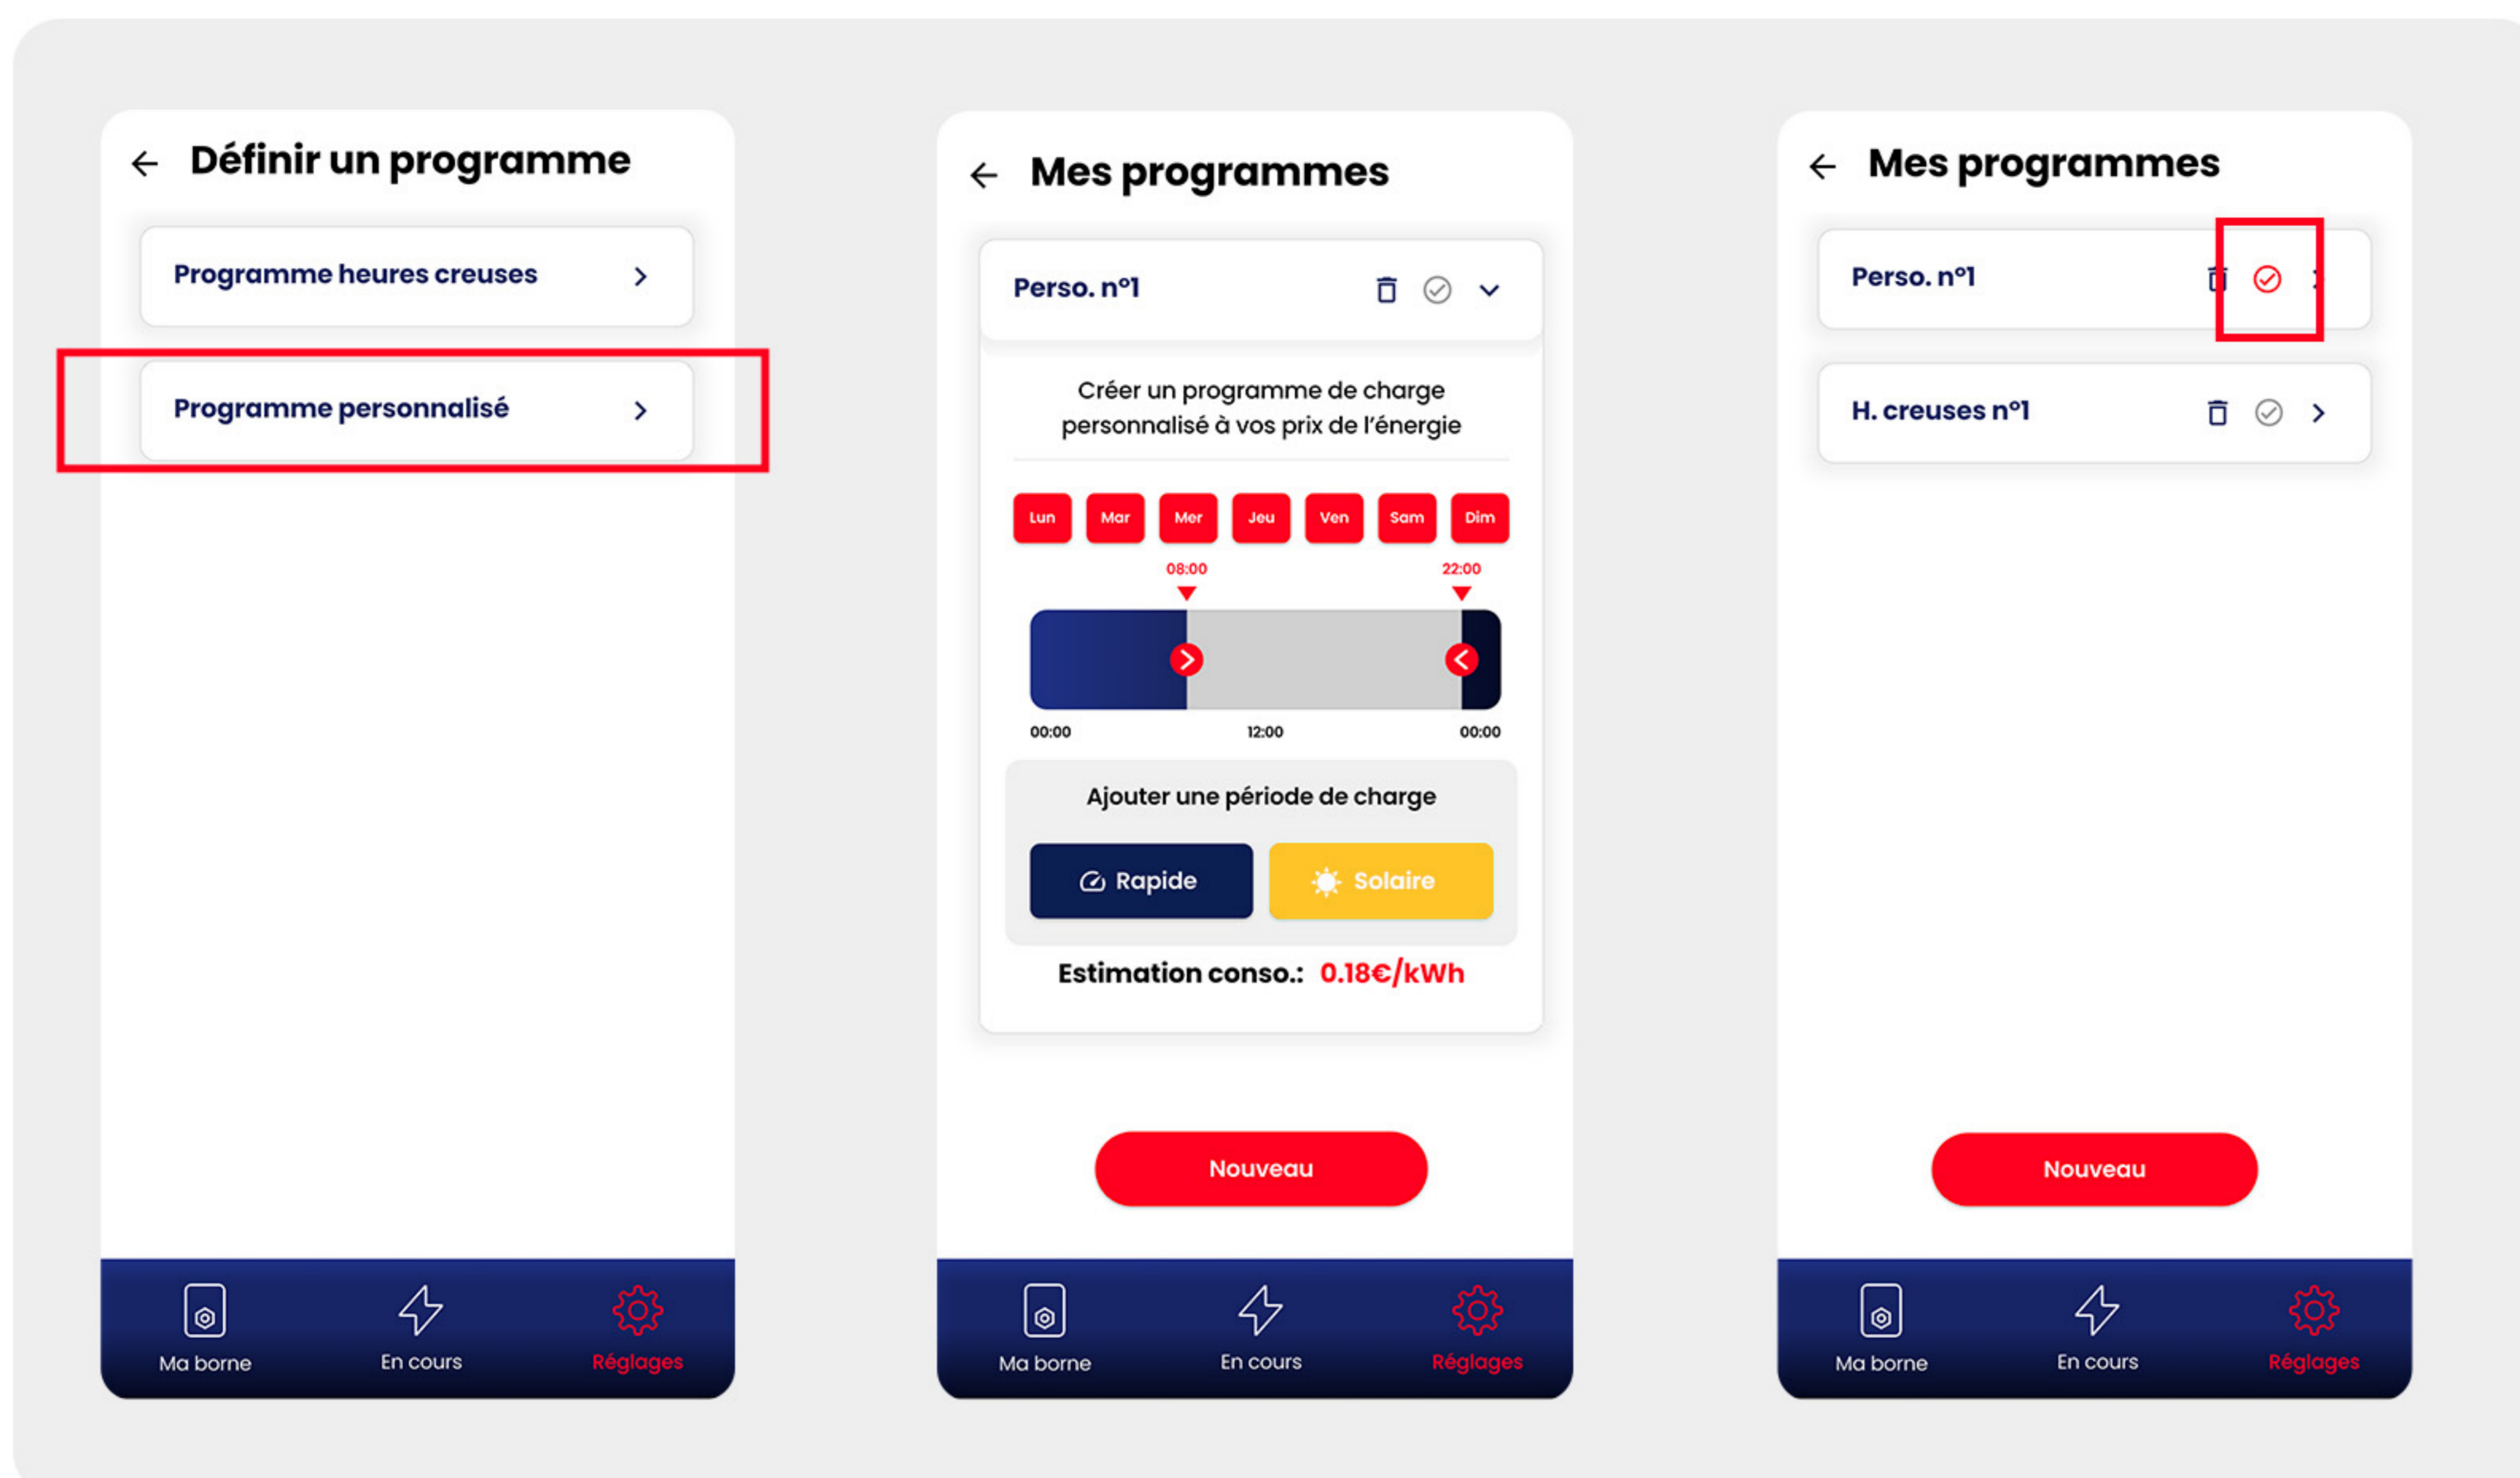 Définir un programme
Programme heures creuses
Programme personnalisé
Ma borne
En cours
Réglages
Mes programmes
Perso. nº1
Créer un programme de charge
personnalisé à vos prix de l'énergie
Lun Mar Mer Jeu Ven Sam Dim
08:00 22:00
00:00 12:00 00:00
Ajouter une période de charge
Rapide Solaire
Estimation conso.: 0.18€/kWh
Nouveau
Ma borne
En cours
Réglages
Mes programmes
Perso. nº1
H. creuses nº1
Nouveau
Ma borne
En cours
Réglages